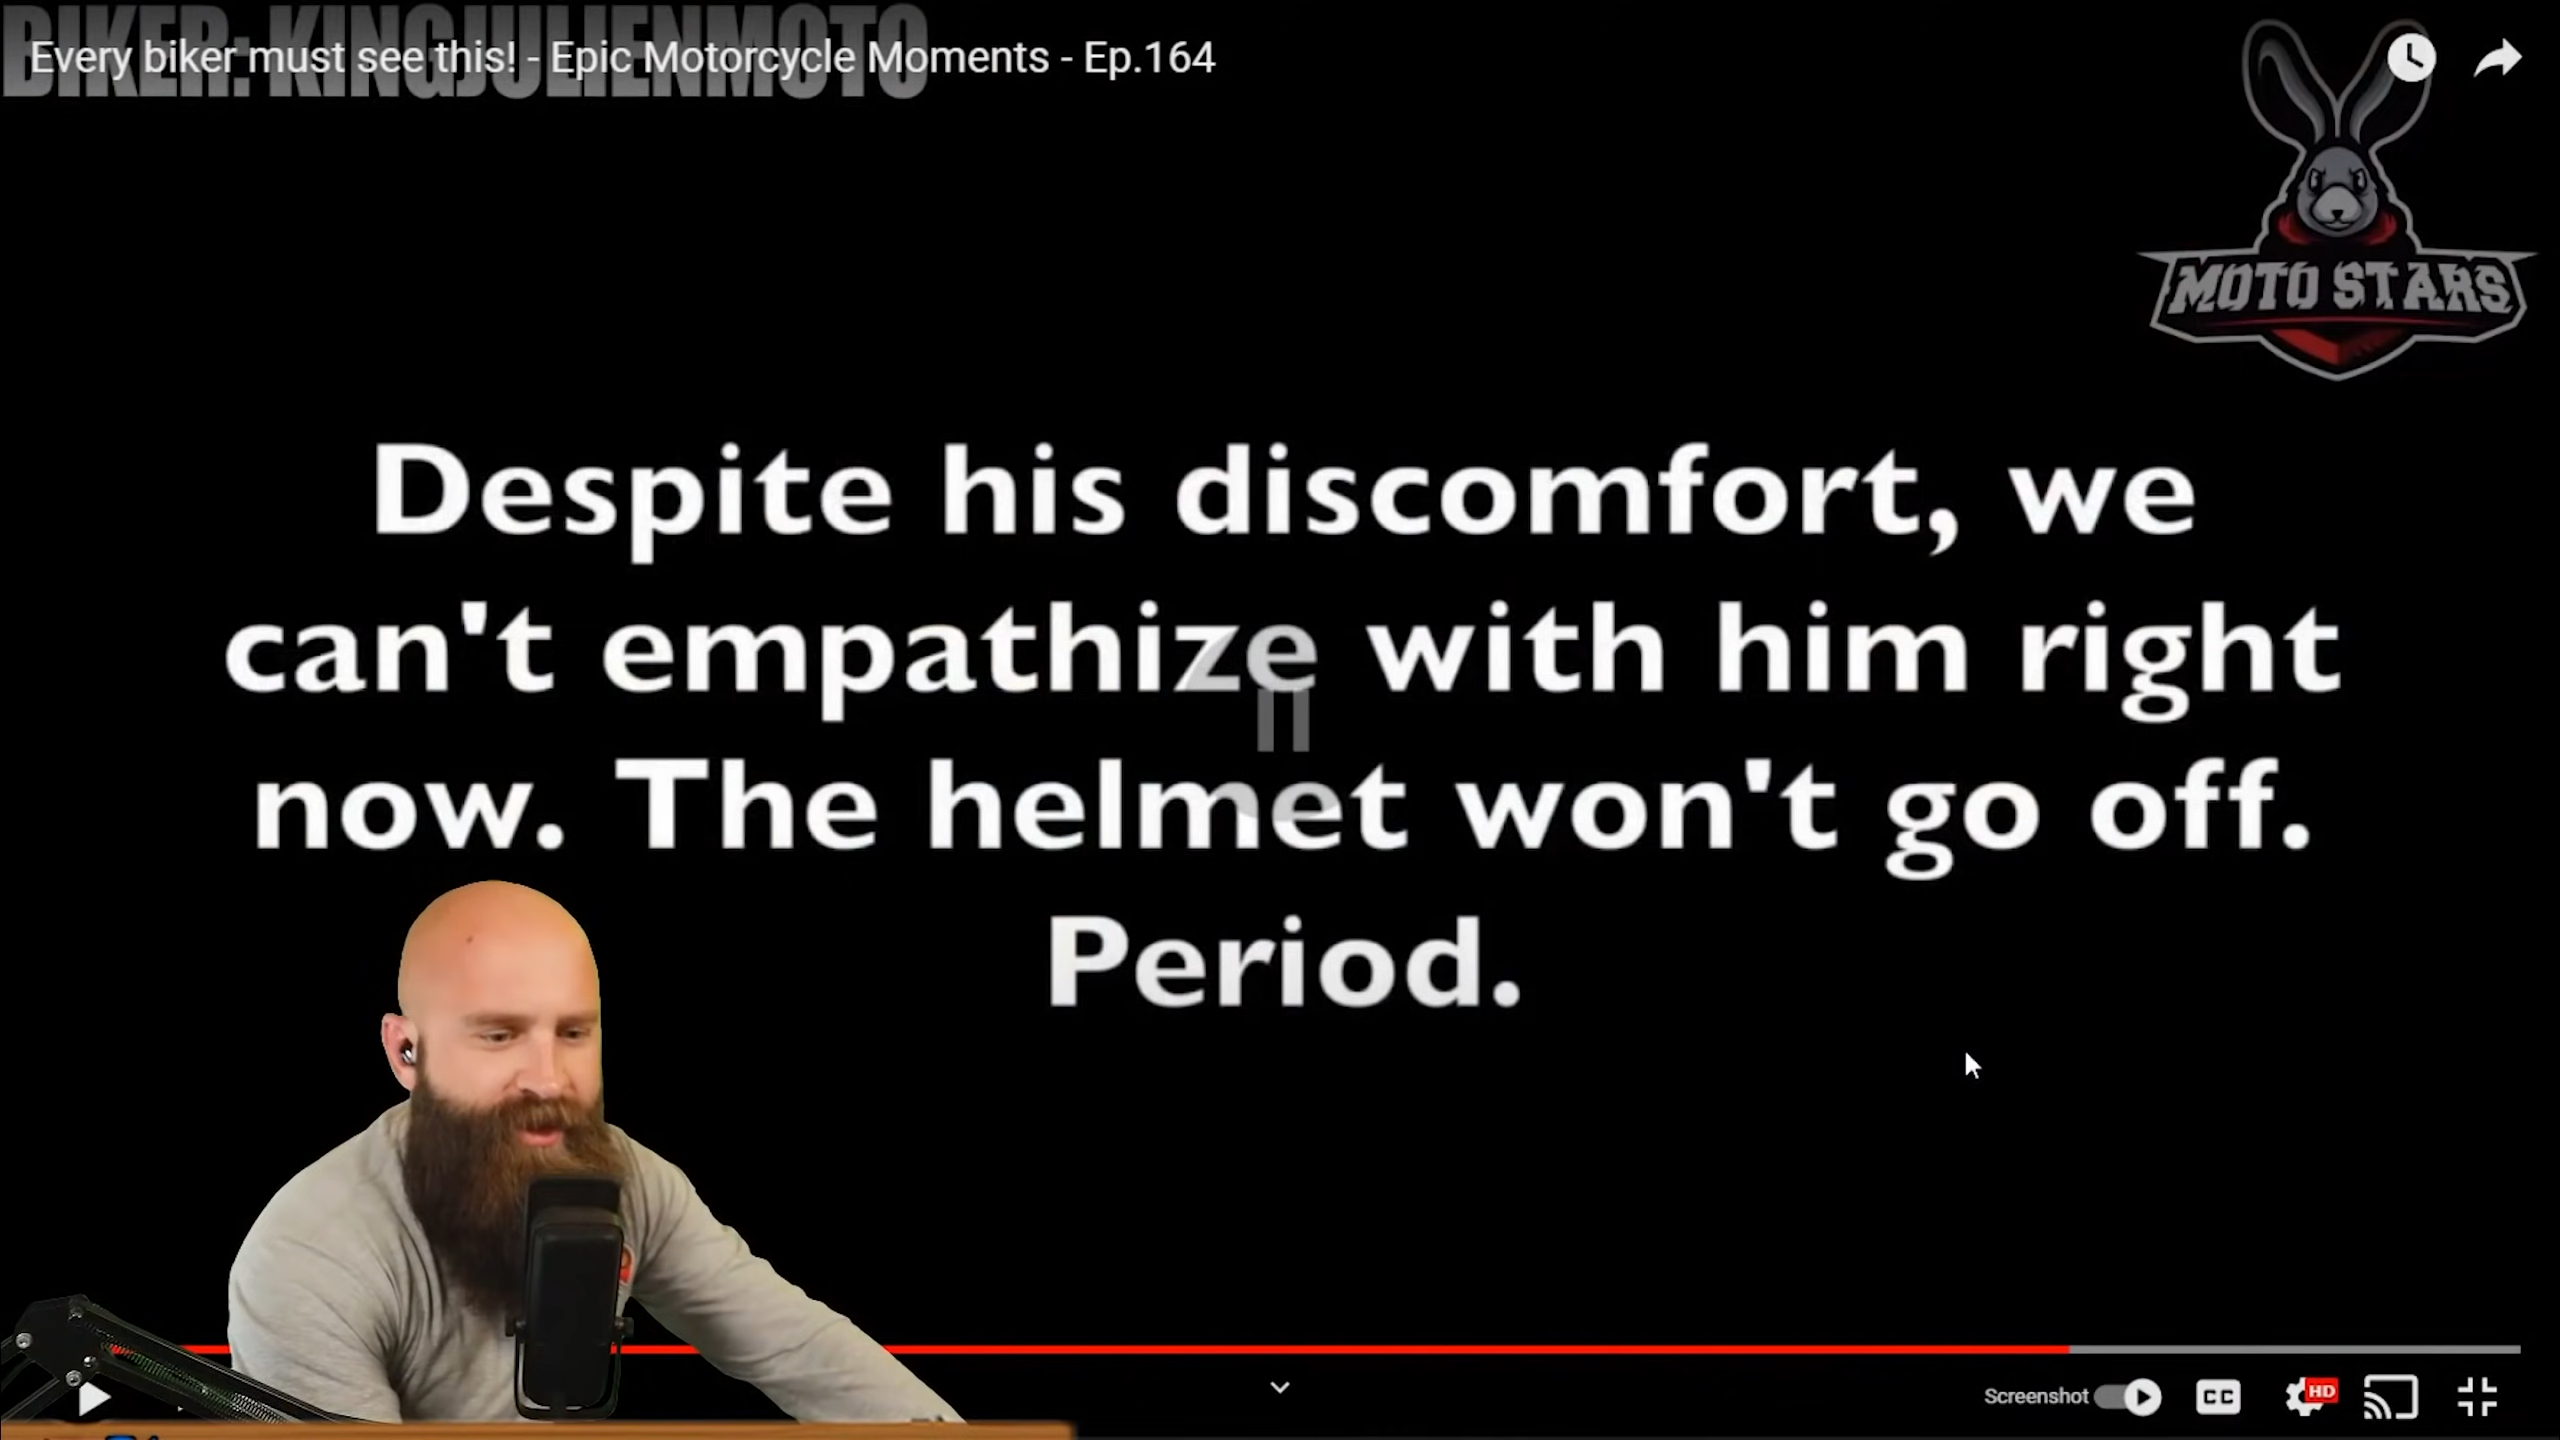 BIKER: KINGJULIENMOTO
Every biker must see this! - Epic Motorcycle Moments - Ep.164
MOTO STARS
Despite his discomfort, we
can't empathize with him right
now. The helmet won't go off.
Period.
Screenshot
CC
HD